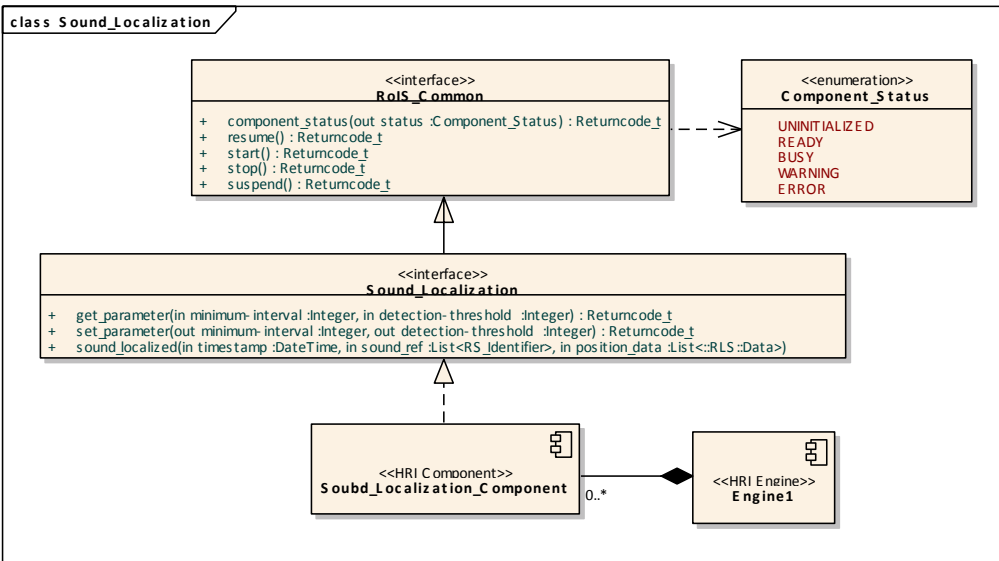 class Sound_Localization
<<interface>>
RoIS_Common
+ component_status(out status :Component_Status) : Returncode_t
+ resume() : Returncode_t
+ start() : Returncode_t
+ stop() : Returncode_t
+ suspend() : Returncode_t
<<enumeration>>
Component_Status
UNINITIALIZED
READY
BUSY
WARNING
ERROR
<<interface>>
Sound_Localization
+ get_parameter(in minimum-interval :Integer, in detection-threshold :Integer) : Returncode_t
+ set_parameter(out minimum-interval :Integer, out detection-threshold :Integer) : Returncode_t
+ sound_localized(in timestamp :DateTime, in sound_ref :List<RS_Identifier>, in position_data :List<::RLS::Data>)
<<HRI Component>>
Soubd_Localization_Component
0..*
<<HRI Engine>>
Engine1